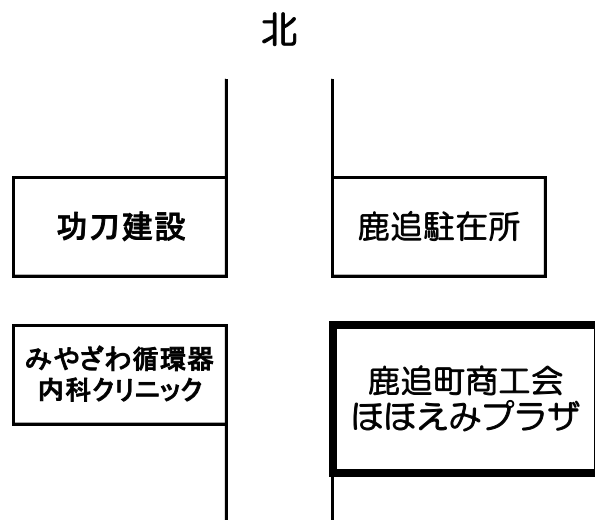 北
功刀建設
鹿追駐在所
みやざわ循環器
内科クリニック
鹿追町商工会
ほほえみプラザ